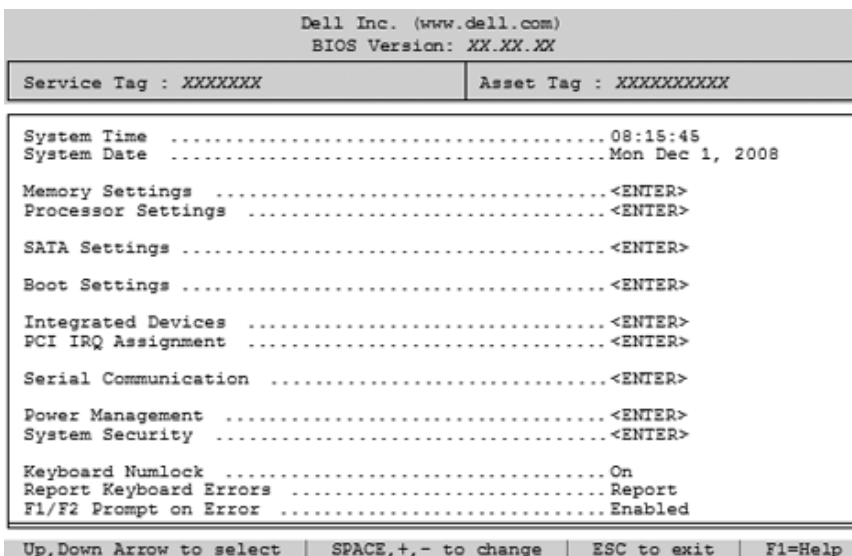 Dell Inc. (www.dell.com)
BIOS Version: XX.XX.XX
Service Tag : XXXXXXX | Asset Tag : XXXXXXXXXX
System Time ...................................................... 08:15:45
System Date ...................................................... Mon Dec 1, 2008
Memory Settings ................................................ <ENTER>
Processor Settings ............................................ <ENTER>
SATA Settings .................................................... <ENTER>
Boot Settings .................................................... <ENTER>
Integrated Devices ............................................ <ENTER>
PCI IRQ Assignment ............................................ <ENTER>
Serial Communication ......................................... <ENTER>
Power Management ............................................... <ENTER>
System Security ................................................ <ENTER>
Keyboard Numlock ............................................... On
Report Keyboard Errors ...................................... Report
F1/F2 Prompt on Error ........................................ Enabled
Up,Down Arrow to select | SPACE,+,- to change | ESC to exit | F1=Help